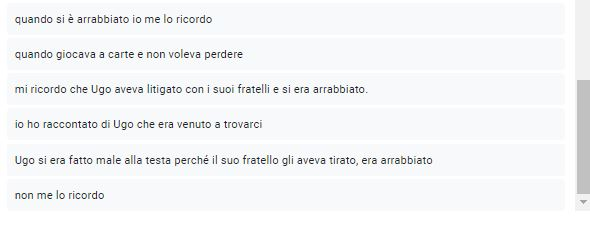 quando si è arrabbiato io me lo ricordo
quando giocava a carte e non voleva perdere
mi ricordo che Ugo aveva litigato con i suoi fratelli e si era arrabbiato.
io ho raccontato di Ugo che era venuto a trovarci
Ugo si era fatto male alla testa perché il suo fratello gli aveva tirato, era arrabbiato
non me lo ricordo